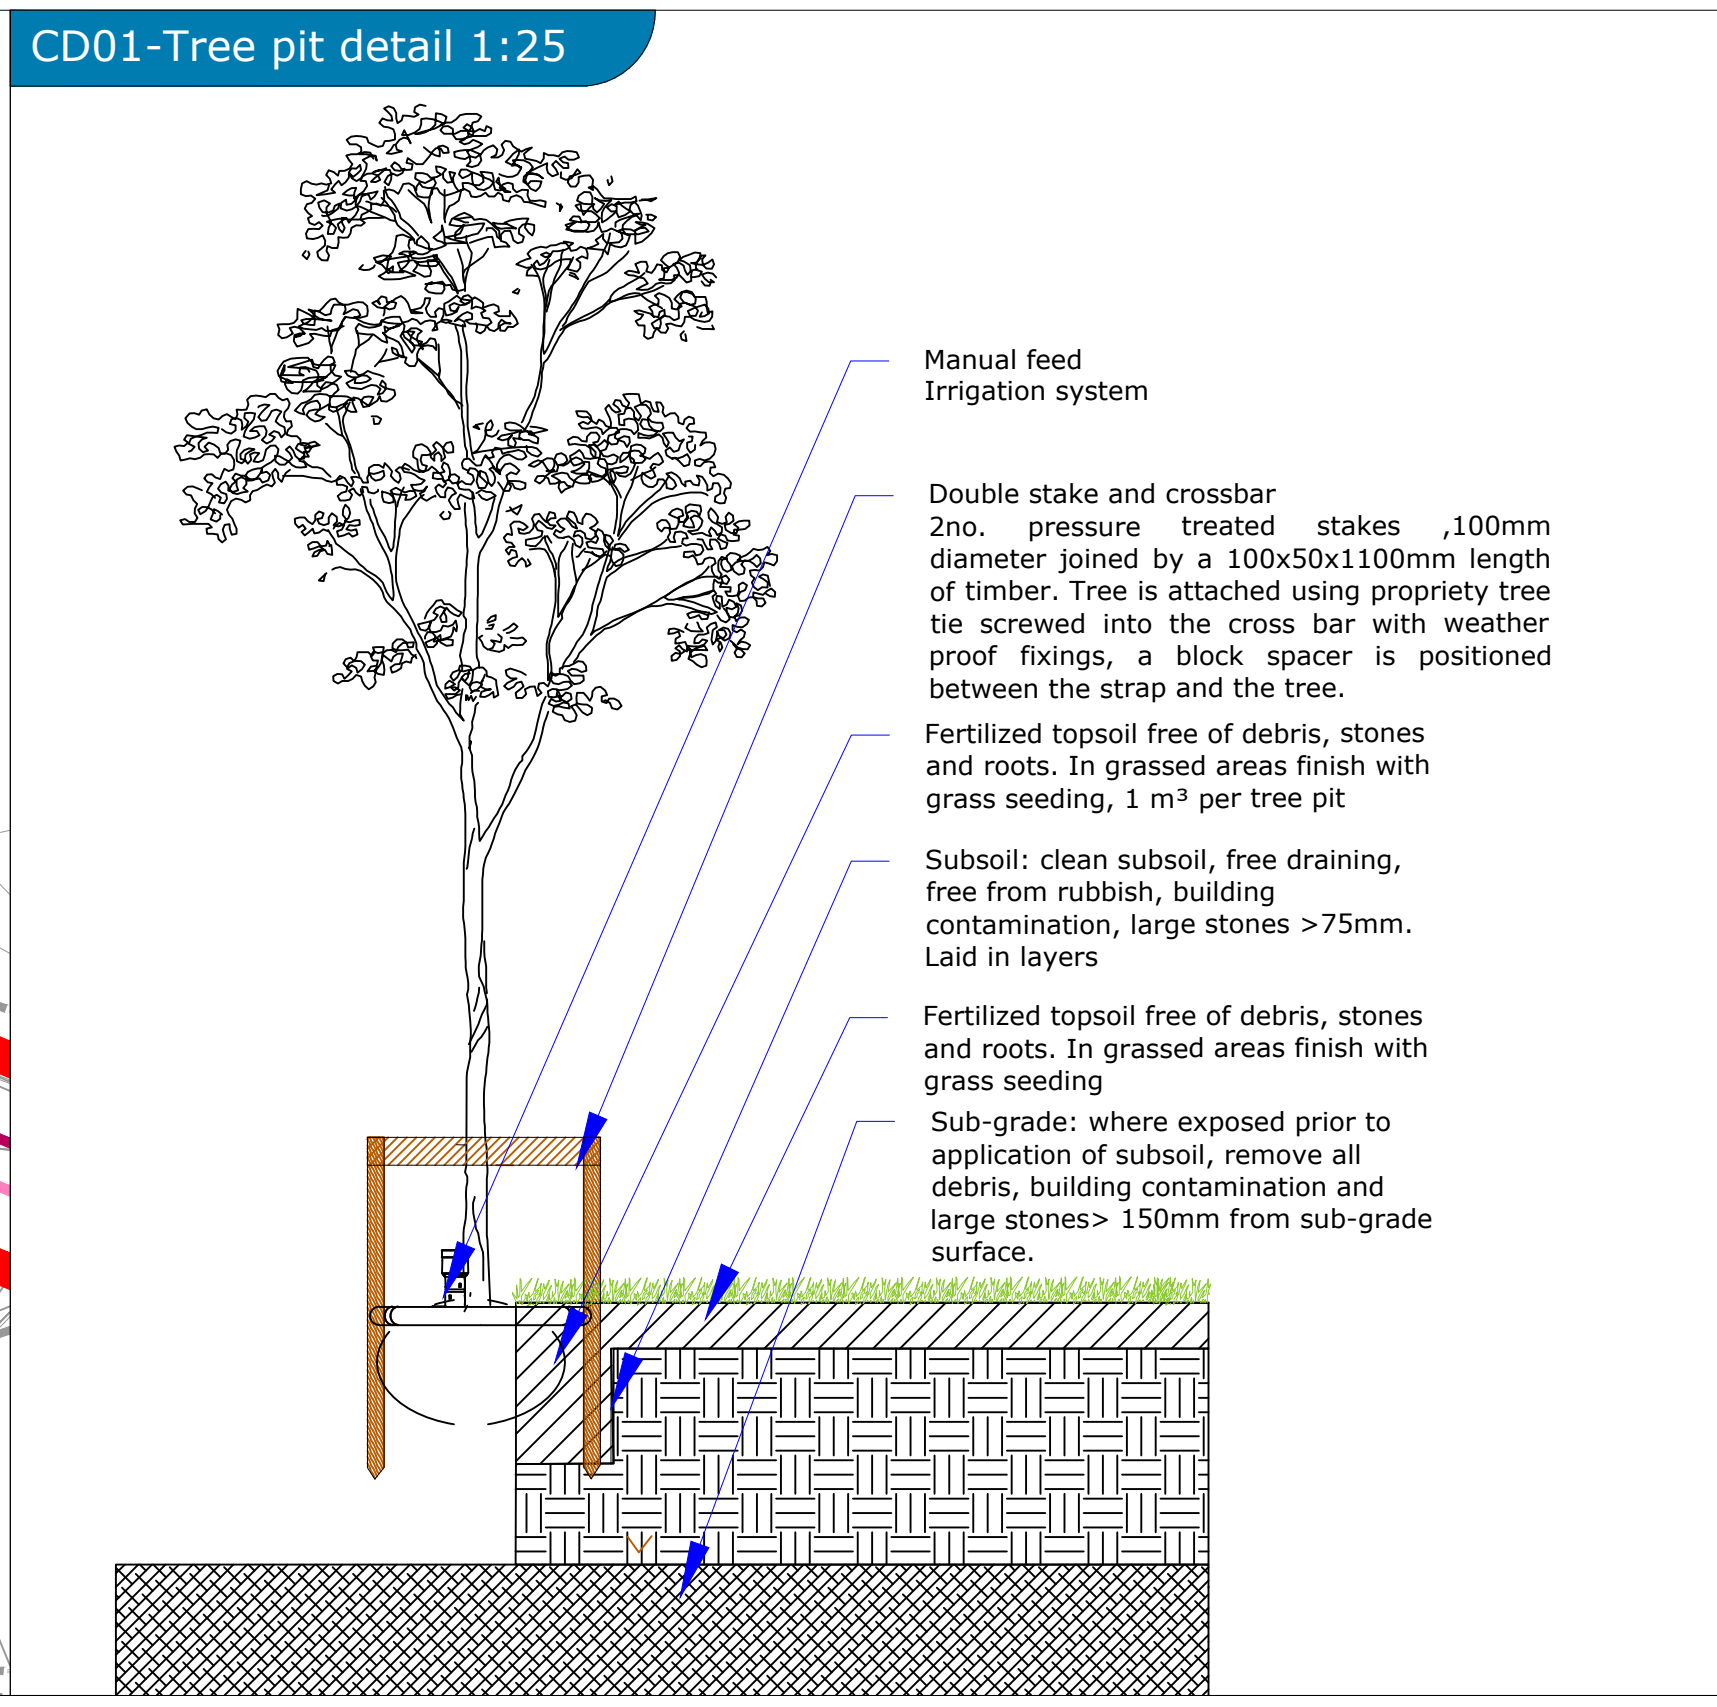 CD01-Tree pit detail 1:25
Manual feed
Irrigation system
Double stake and crossbar
2no. pressure treated stakes ,100mm
diameter joined by a 100x50x1100mm length
of timber. Tree is attached using propriety tree
tie screwed into the cross bar with weather
proof fixings, a block spacer is positioned
between the strap and the tree.
Fertilized topsoil free of debris, stones
and roots. In grassed areas finish with
grass seeding, 1 m³ per tree pit
Subsoil: clean subsoil, free draining,
free from rubbish, building
contamination, large stones >75mm.
Laid in layers
Fertilized topsoil free of debris, stones
and roots. In grassed areas finish with
grass seeding
Sub-grade: where exposed prior to
application of subsoil, remove all
debris, building contamination and
large stones> 150mm from sub-grade
surface.